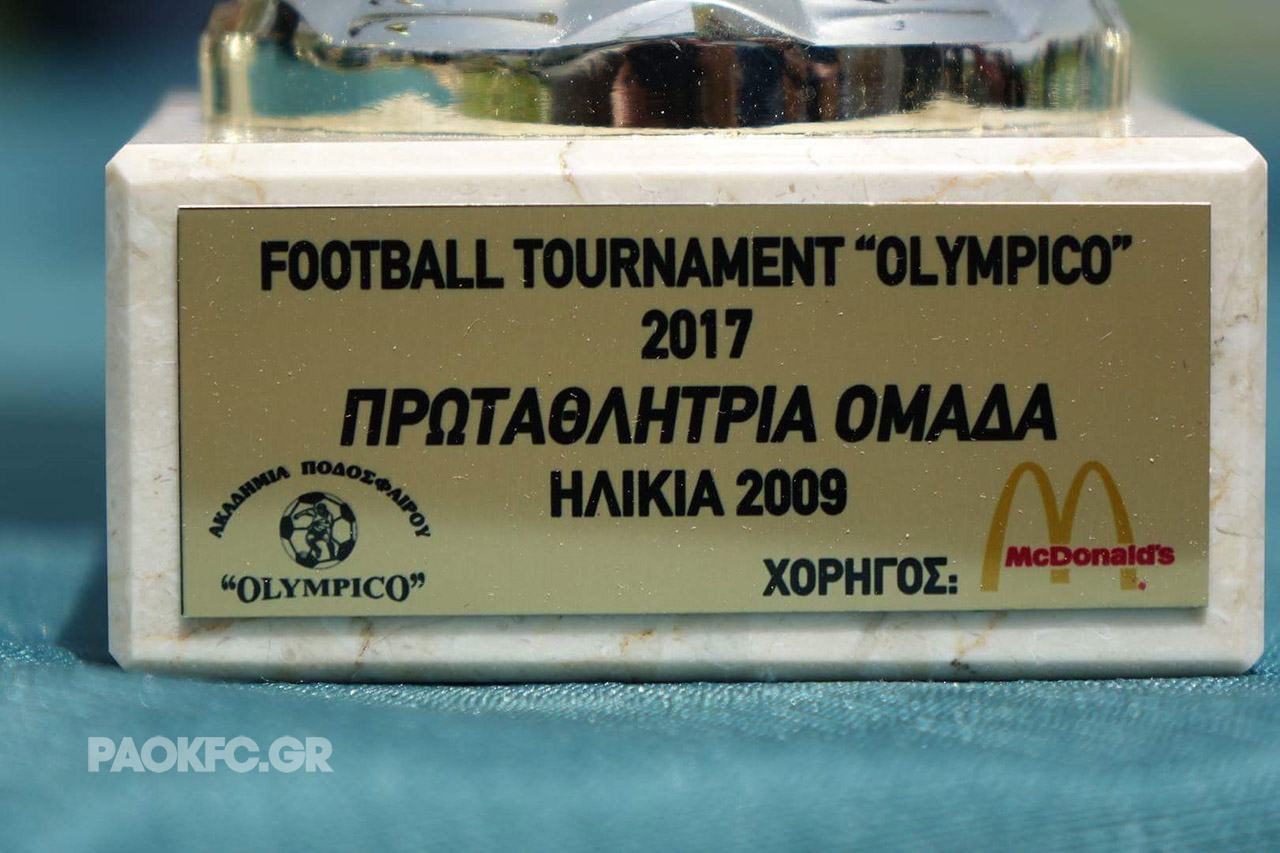 FOOTBALL TOURNAMENT “OLYMPICO”
2017
ΠΡΩΤΑΘΛΗΤΡΙΑ ΟΜΑΔΑ
ΗΛΙΚΙΑ 2009
ΑΚΑΔΗΜΙΑ ΠΟΔΟΣΦΑΙΡΟΥ
“OLYMPICO”
ΧΟΡΗΓΟΣ:
McDonald's
PAOKFC.GR